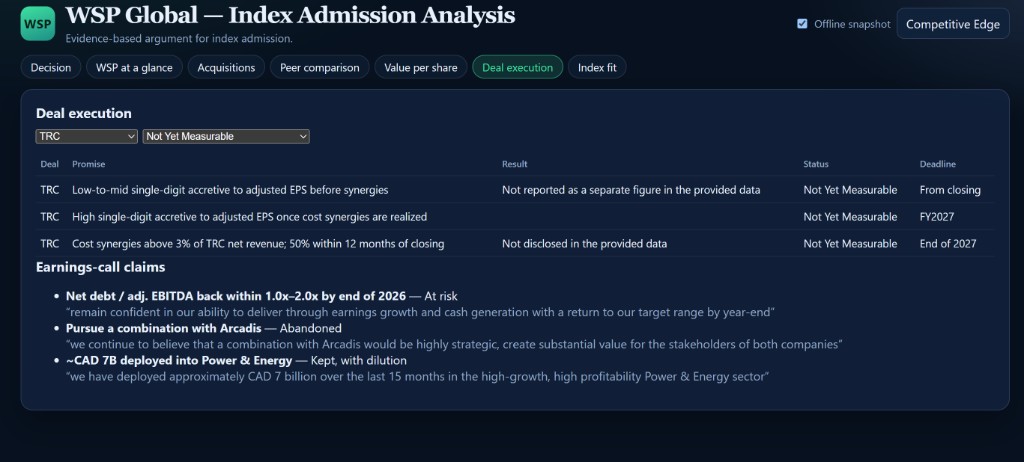 WSP
WSP Global — Index Admission Analysis
Evidence-based argument for index admission.
Offline snapshot
Competitive Edge
Decision
WSP at a glance
Acquisitions
Peer comparison
Value per share
Deal execution
Index fit
Deal execution
TRC
Not Yet Measurable
Deal Promise Result Status Deadline
TRC Low-to-mid single-digit accretive to adjusted EPS before synergies Not reported as a separate figure in the provided data Not Yet Measurable From closing
TRC High single-digit accretive to adjusted EPS once cost synergies are realized Not Yet Measurable FY2027
TRC Cost synergies above 3% of TRC net revenue; 50% within 12 months of closing Not disclosed in the provided data Not Yet Measurable End of 2027
Earnings-call claims
• Net debt / adj. EBITDA back within 1.0x–2.0x by end of 2026 — At risk
“remain confident in our ability to deliver through earnings growth and cash generation with a return to our target range by year-end”
• Pursue a combination with Arcadis — Abandoned
“we continue to believe that a combination with Arcadis would be highly strategic, create substantial value for the stakeholders of both companies”
• ~CAD 7B deployed into Power & Energy — Kept, with dilution
“we have deployed approximately CAD 7 billion over the last 15 months in the high-growth, high profitability Power & Energy sector”